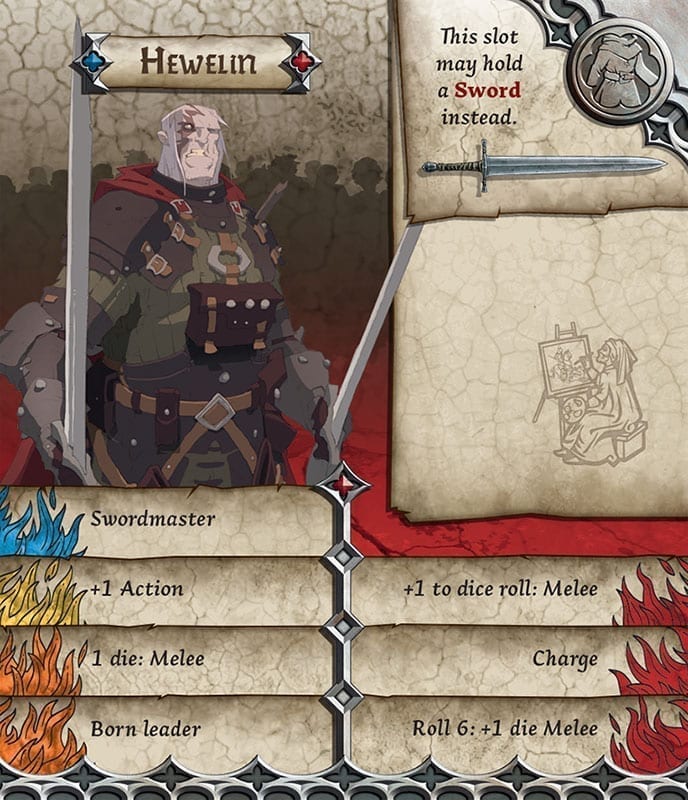 Hewelin
This slot
may hold
a Sword
instead.
Swordmaster
+1 Action
1 die: Melee
Born leader
+1 to dice roll: Melee
Charge
Roll 6: +1 die Melee